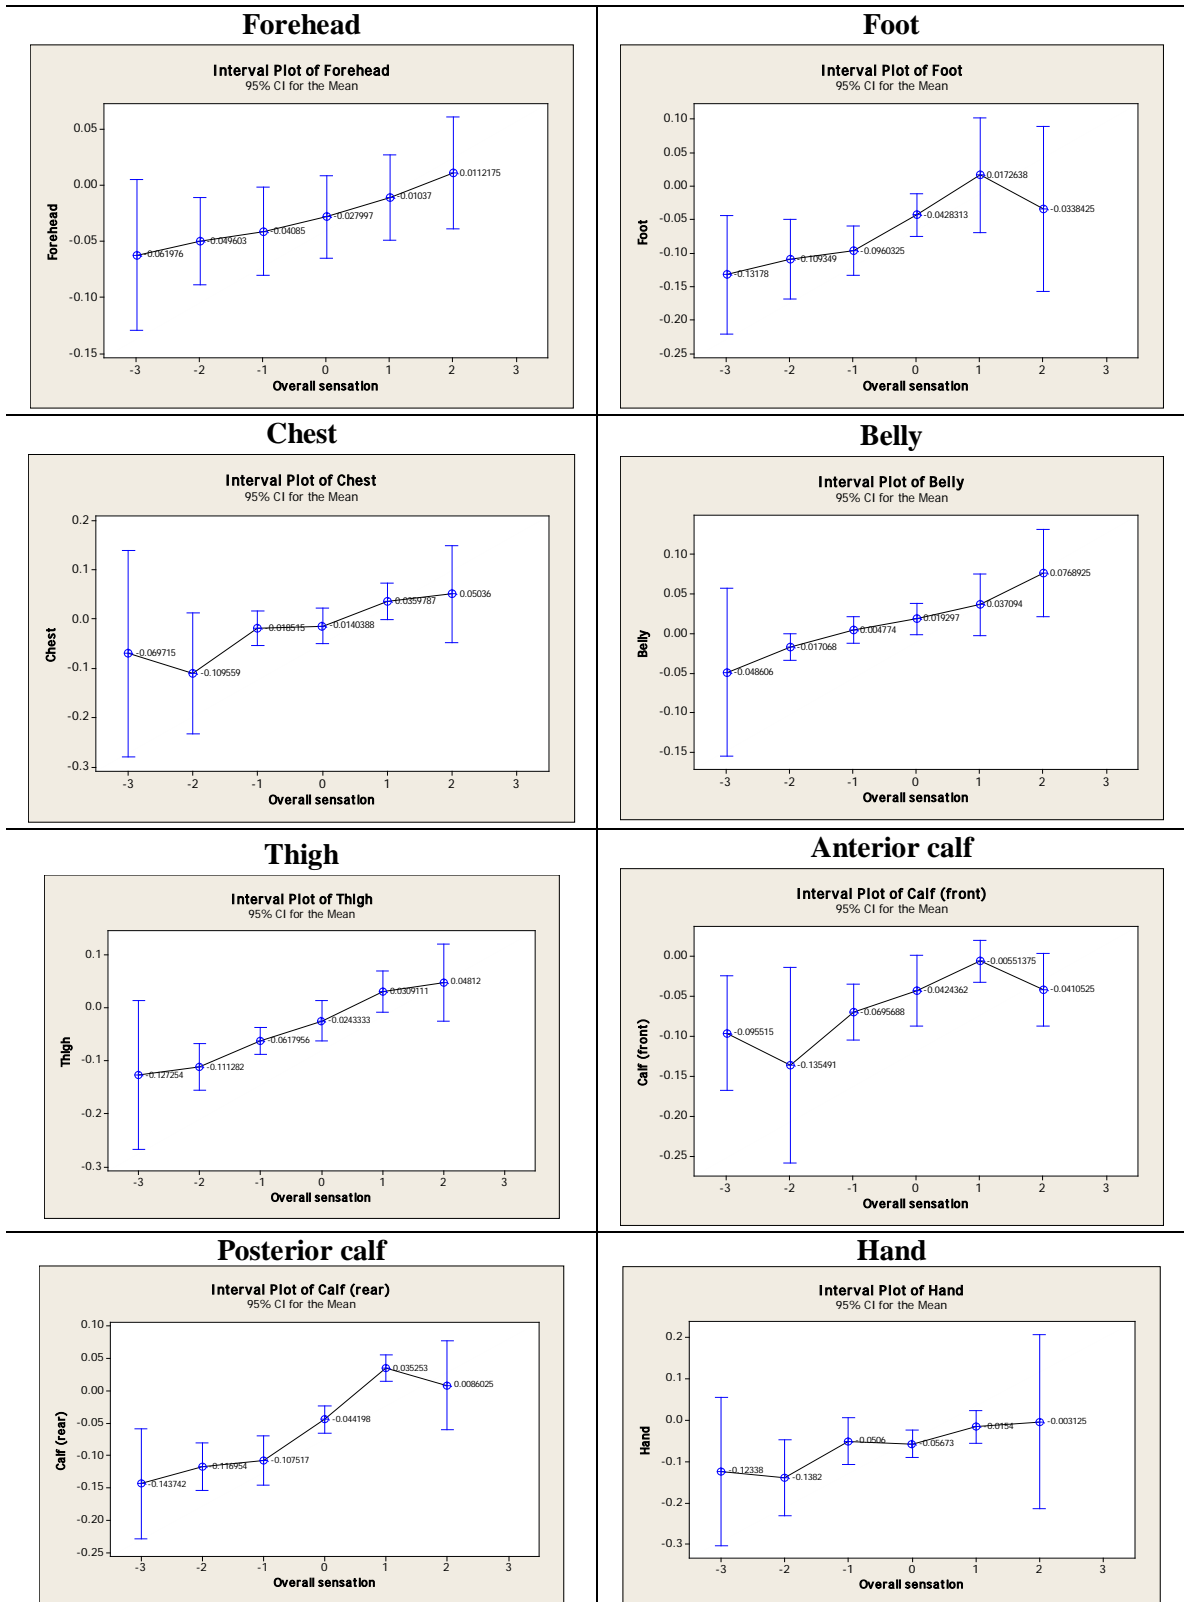 Forehead
Foot
Interval Plot of Forehead
95% CI for the Mean
0.05
0.00
-0.05
-0.10
-0.15
Forehead
-0.061976
-0.049603
-0.04085
-0.027997
-0.01037
0.0112175
-3 -2 -1 0 1 2 3
Overall sensation
Interval Plot of Foot
95% CI for the Mean
0.10
0.05
0.00
-0.05
-0.10
-0.15
-0.20
-0.25
Foot
-0.13178
-0.109349
-0.0960325
-0.0428313
0.0172638
-0.0338425
-3 -2 -1 0 1 2 3
Overall sensation
Chest
Belly
Interval Plot of Chest
95% CI for the Mean
0.2
0.1
0.0
-0.1
-0.2
-0.3
Chest
-0.069715
-0.109559
-0.018515
-0.0140388
0.0359787
0.05036
-3 -2 -1 0 1 2 3
Overall sensation
Interval Plot of Belly
95% CI for the Mean
0.10
0.05
0.00
-0.05
-0.10
-0.15
Belly
-0.048606
-0.017068
0.004774
0.019297
0.037094
0.0768925
-3 -2 -1 0 1 2 3
Overall sensation
Thigh
Anterior calf
Interval Plot of Thigh
95% CI for the Mean
0.1
0.0
-0.1
-0.2
-0.3
Thigh
-0.127254
-0.111282
-0.0617956
-0.0243333
0.0309111
0.04812
-3 -2 -1 0 1 2 3
Overall sensation
Interval Plot of Calf (front)
95% CI for the Mean
0.00
-0.05
-0.10
-0.15
-0.20
-0.25
Calf (front)
-0.095515
-0.135491
-0.0695688
-0.0424362
-0.00551375
-0.0410525
-3 -2 -1 0 1 2 3
Overall sensation
Posterior calf
Hand
Interval Plot of Calf (rear)
95% CI for the Mean
0.10
0.05
0.00
-0.05
-0.10
-0.15
-0.20
-0.25
Calf (rear)
-0.143742
-0.116954
-0.107517
-0.044198
0.035253
0.0086025
-3 -2 -1 0 1 2 3
Overall sensation
Interval Plot of Hand
95% CI for the Mean
0.2
0.1
0.0
-0.1
-0.2
-0.3
Hand
-0.12338
-0.1382
-0.0506
-0.05673
-0.0154
-0.003125
-3 -2 -1 0 1 2 3
Overall sensation